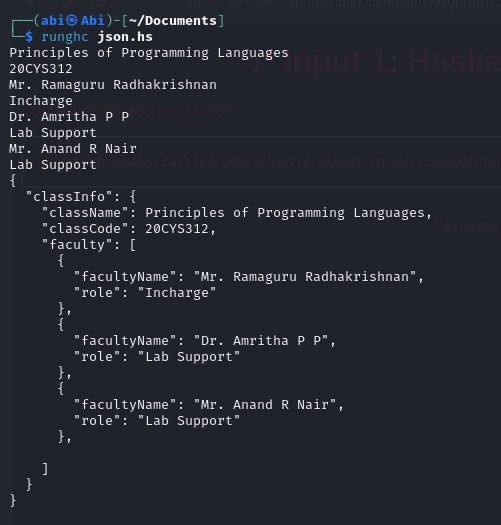 (abi㉿Abi)-[~/Documents]
$ runghc json.hs
Principles of Programming Languages
20CYS312
Mr. Ramaguru Radhakrishnan
Incharge
Dr. Amritha P P
Lab Support
Mr. Anand R Nair
Lab Support
{
  "classInfo": {
    "className": Principles of Programming Languages,
    "classCode": 20CYS312,
    "faculty": [
      {
        "facultyName": "Mr. Ramaguru Radhakrishnan",
        "role": "Incharge"
      },
      {
        "facultyName": "Dr. Amritha P P",
        "role": "Lab Support"
      },
      {
        "facultyName": "Mr. Anand R Nair",
        "role": "Lab Support"
      },

    ]
  }
}